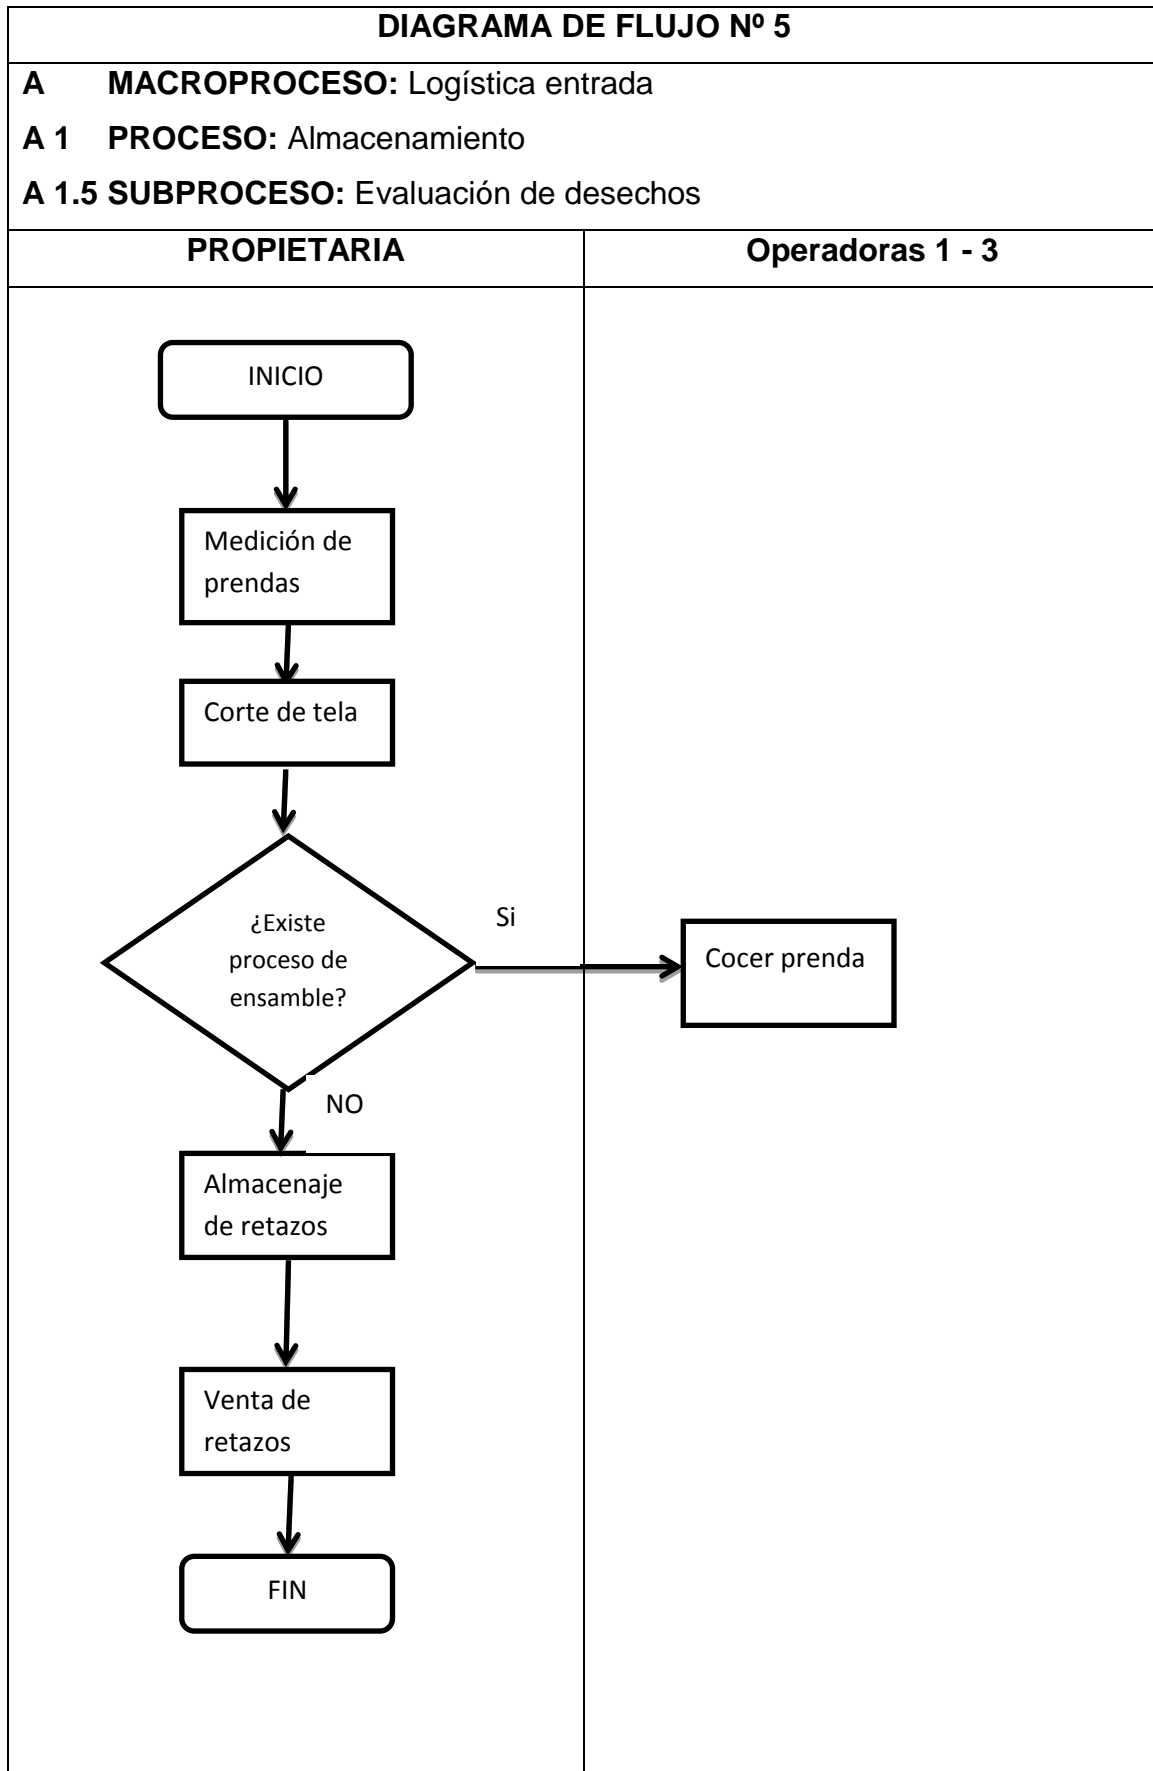 DIAGRAMA DE FLUJO Nº 5
A MACROPROCESO: Logística entrada
A 1 PROCESO: Almacenamiento
A 1.5 SUBPROCESO: Evaluación de desechos
PROPIETARIA
Operadoras 1 - 3
INICIO
Medición de
prendas
Corte de tela
¿Existe
proceso de
ensamble?
Si
Cocer prenda
NO
Almacenaje
de retazos
Venta de
retazos
FIN